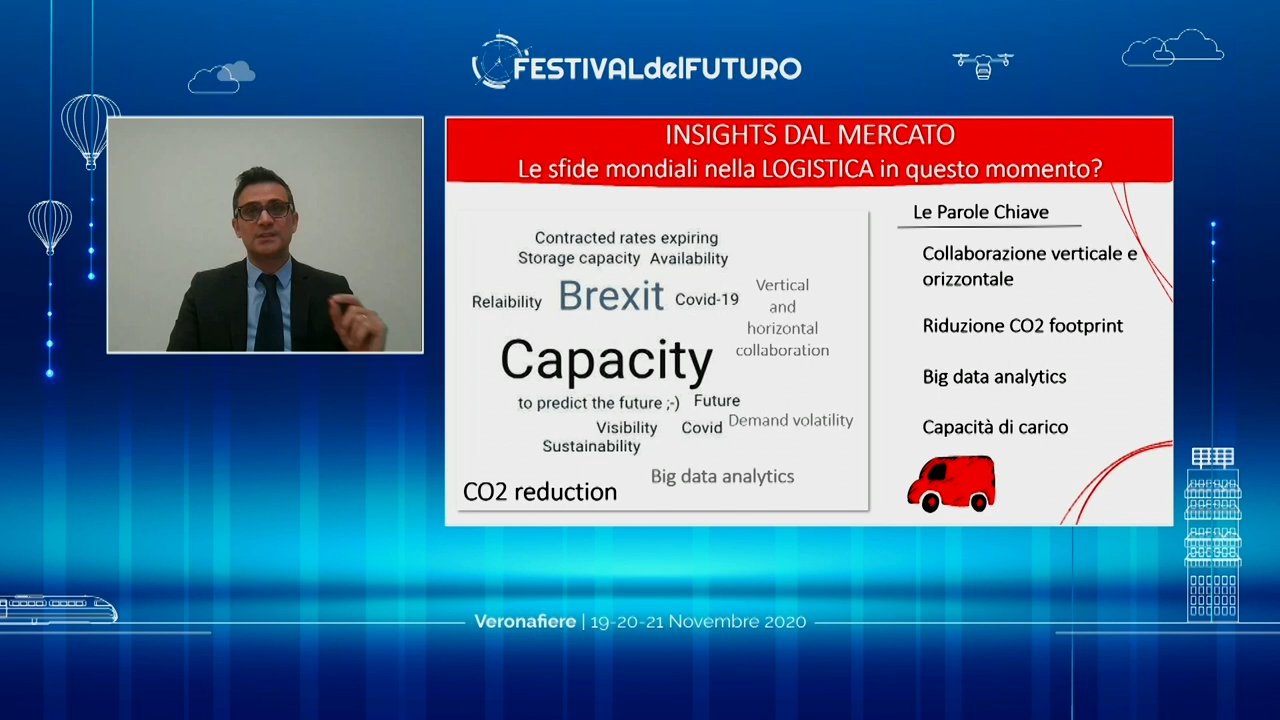 FESTIVALdelFUTURO
INSIGHTS DAL MERCATO
Le sfide mondiali nella LOGISTICA in questo momento?
Contracted rates expiring
Storage capacity Availability
Relaibility Brexit Covid-19
Vertical
and
horizontal
collaboration
Capacity
to predict the future ;-) Future
Visibility Covid Demand volatility
Sustainability
Big data analytics
CO2 reduction
Le Parole Chiave
Collaborazione verticale e
orizzontale
Riduzione CO2 footprint
Big data analytics
Capacità di carico
Veronafiere | 19-20-21 Novembre 2020